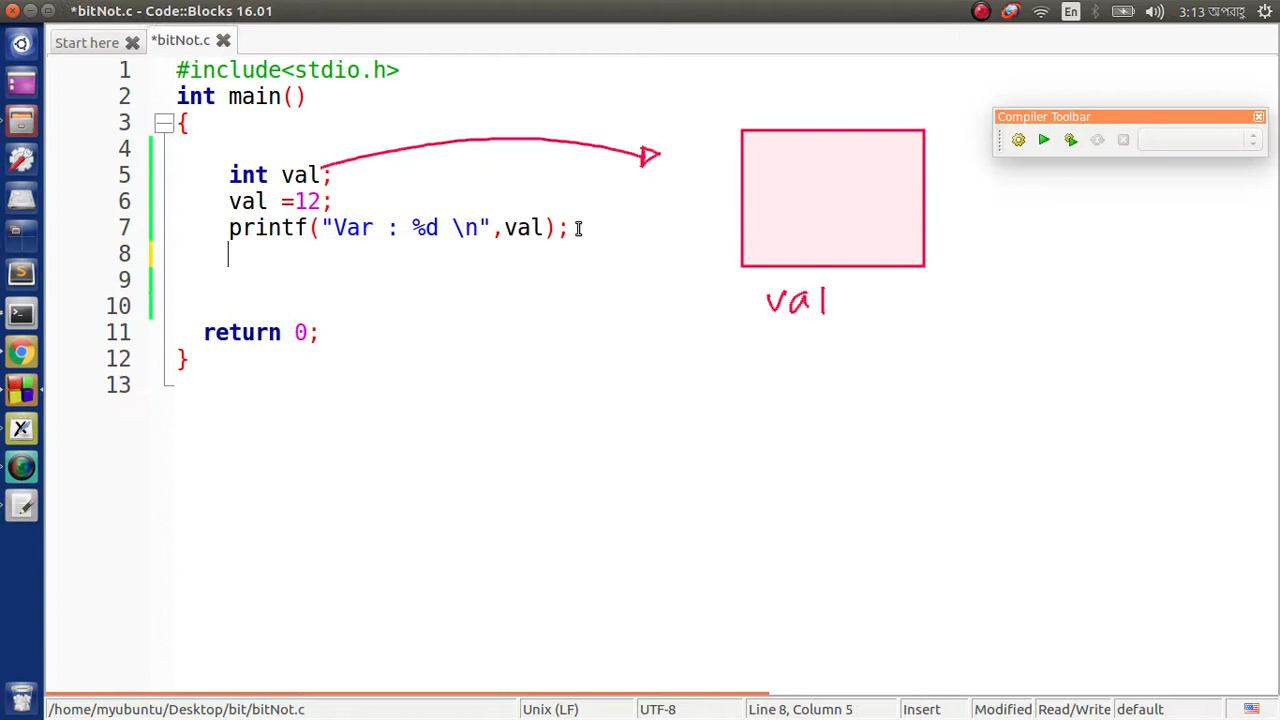 *bitNot.c - Code::Blocks 16.01
En
3:13 অপরাহ্ণ
Start here
*bitNot.c
1 #include<stdio.h>
2 int main()
3 {
4
5 int val;
6 val =12;
7 printf("Var : %d \n",val);
8
9
10
11 return 0;
12 }
13
Compiler Toolbar
val
/home/myubuntu/Desktop/bit/bitNot.c Unix (LF) UTF-8 Line 8, Column 5 Insert Modified Read/Write default